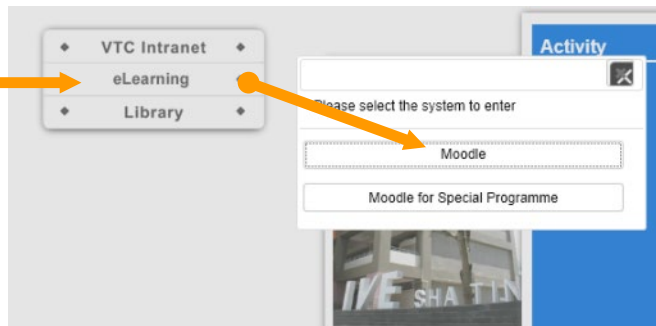 VTC Intranet
eLearning
Library
Activity
Please select the system to enter
Moodle
Moodle for Special Programme
IVE SHA TIN